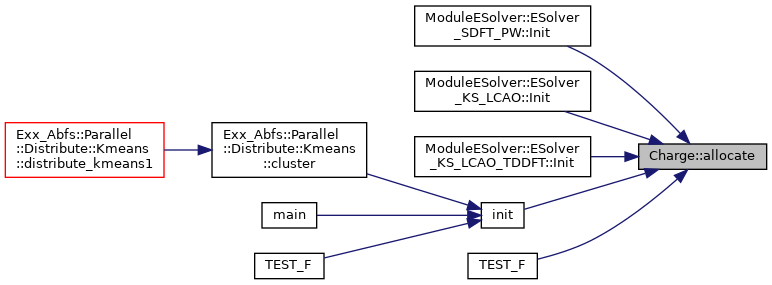 ModuleESolver::ESolver
_SDFT_PW::Init
ModuleESolver::ESolver
_KS_LCAO::Init
Exx_Abfs::Parallel
::Distribute::Kmeans
::distribute_kmeans1
Exx_Abfs::Parallel
::Distribute::Kmeans
::cluster
ModuleESolver::ESolver
_KS_LCAO_TDDFT::Init
Charge::allocate
main
init
TEST_F
TEST_F